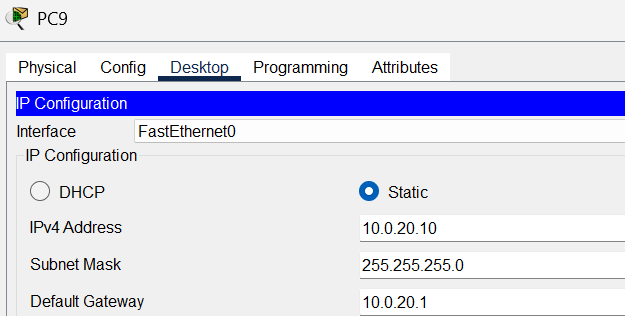 PC9
Physical Config Desktop Programming Attributes
IP Configuration
Interface FastEthernet0
IP Configuration
DHCP Static
IPv4 Address 10.0.20.10
Subnet Mask 255.255.255.0
Default Gateway 10.0.20.1